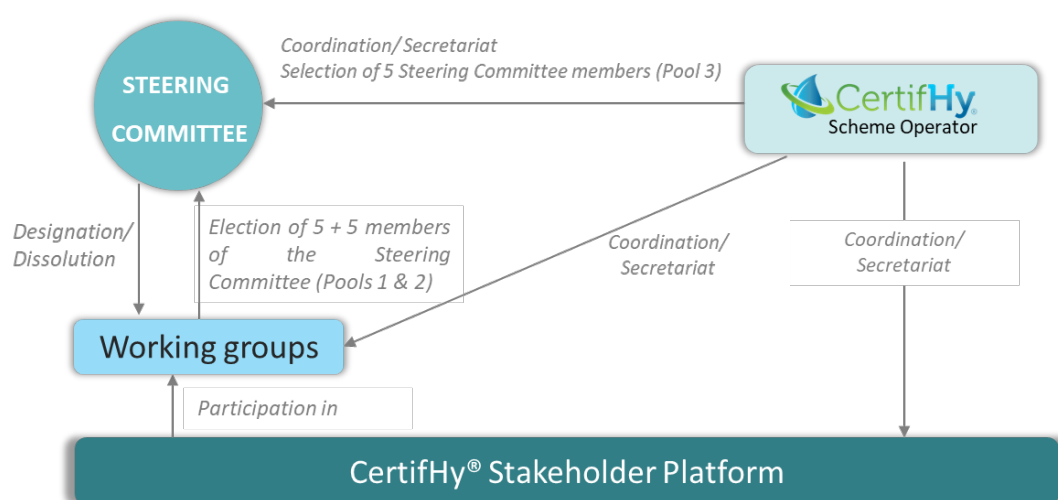 STEERING
COMMITTEE
Coordination/ Secretariat
Selection of 5 Steering Committee members (Pool 3)
CertifHy®
Scheme Operator
Designation/
Dissolution
Election of 5 + 5 members
of the Steering
Committee (Pools 1 & 2)
Coordination/
Secretariat
Coordination/
Secretariat
Working groups
Participation in
CertifHy® Stakeholder Platform